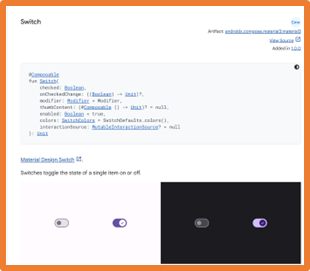 Switch
Cmn
Artifact: androidx.compose.material3:material3
View Source
Added in 1.0.0
@Composable
fun Switch(
checked: Boolean,
onCheckedChange: ((Boolean) -> Unit)?,
modifier: Modifier = Modifier,
thumbContent: (@Composable () -> Unit)? = null,
enabled: Boolean = true,
colors: SwitchColors = SwitchDefaults.colors(),
interactionSource: MutableInteractionSource? = null
): Unit
Material Design Switch
Switches toggle the state of a single item on or off.